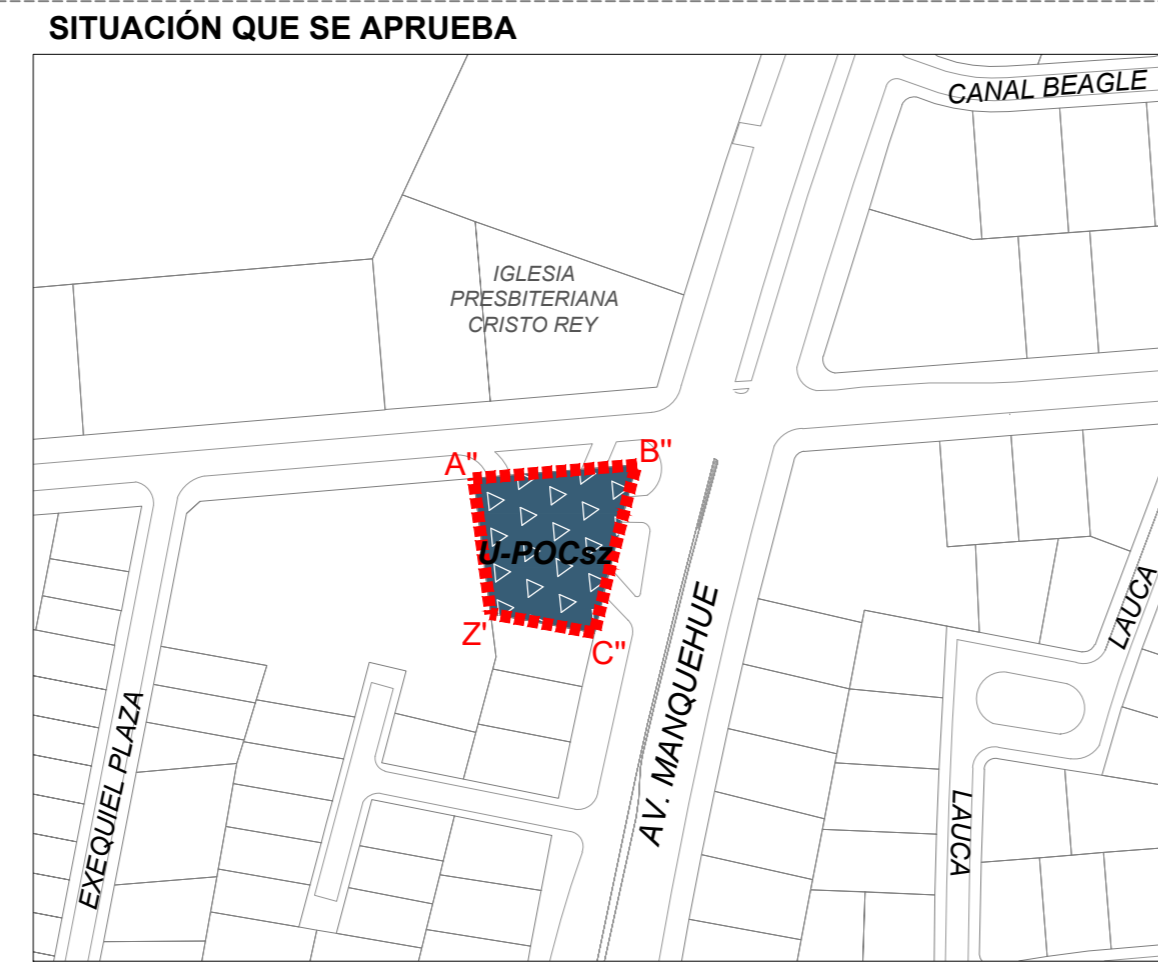 SITUACIÓN QUE SE APRUEBA
CANAL BEAGLE
IGLESIA
PRESBITERIANA
CRISTO REY
A''
B''
U-POCsz
Z'
C''
AV. MANQUEHUE
LAUCA
EXEQUIEL PLAZA
LAUCA